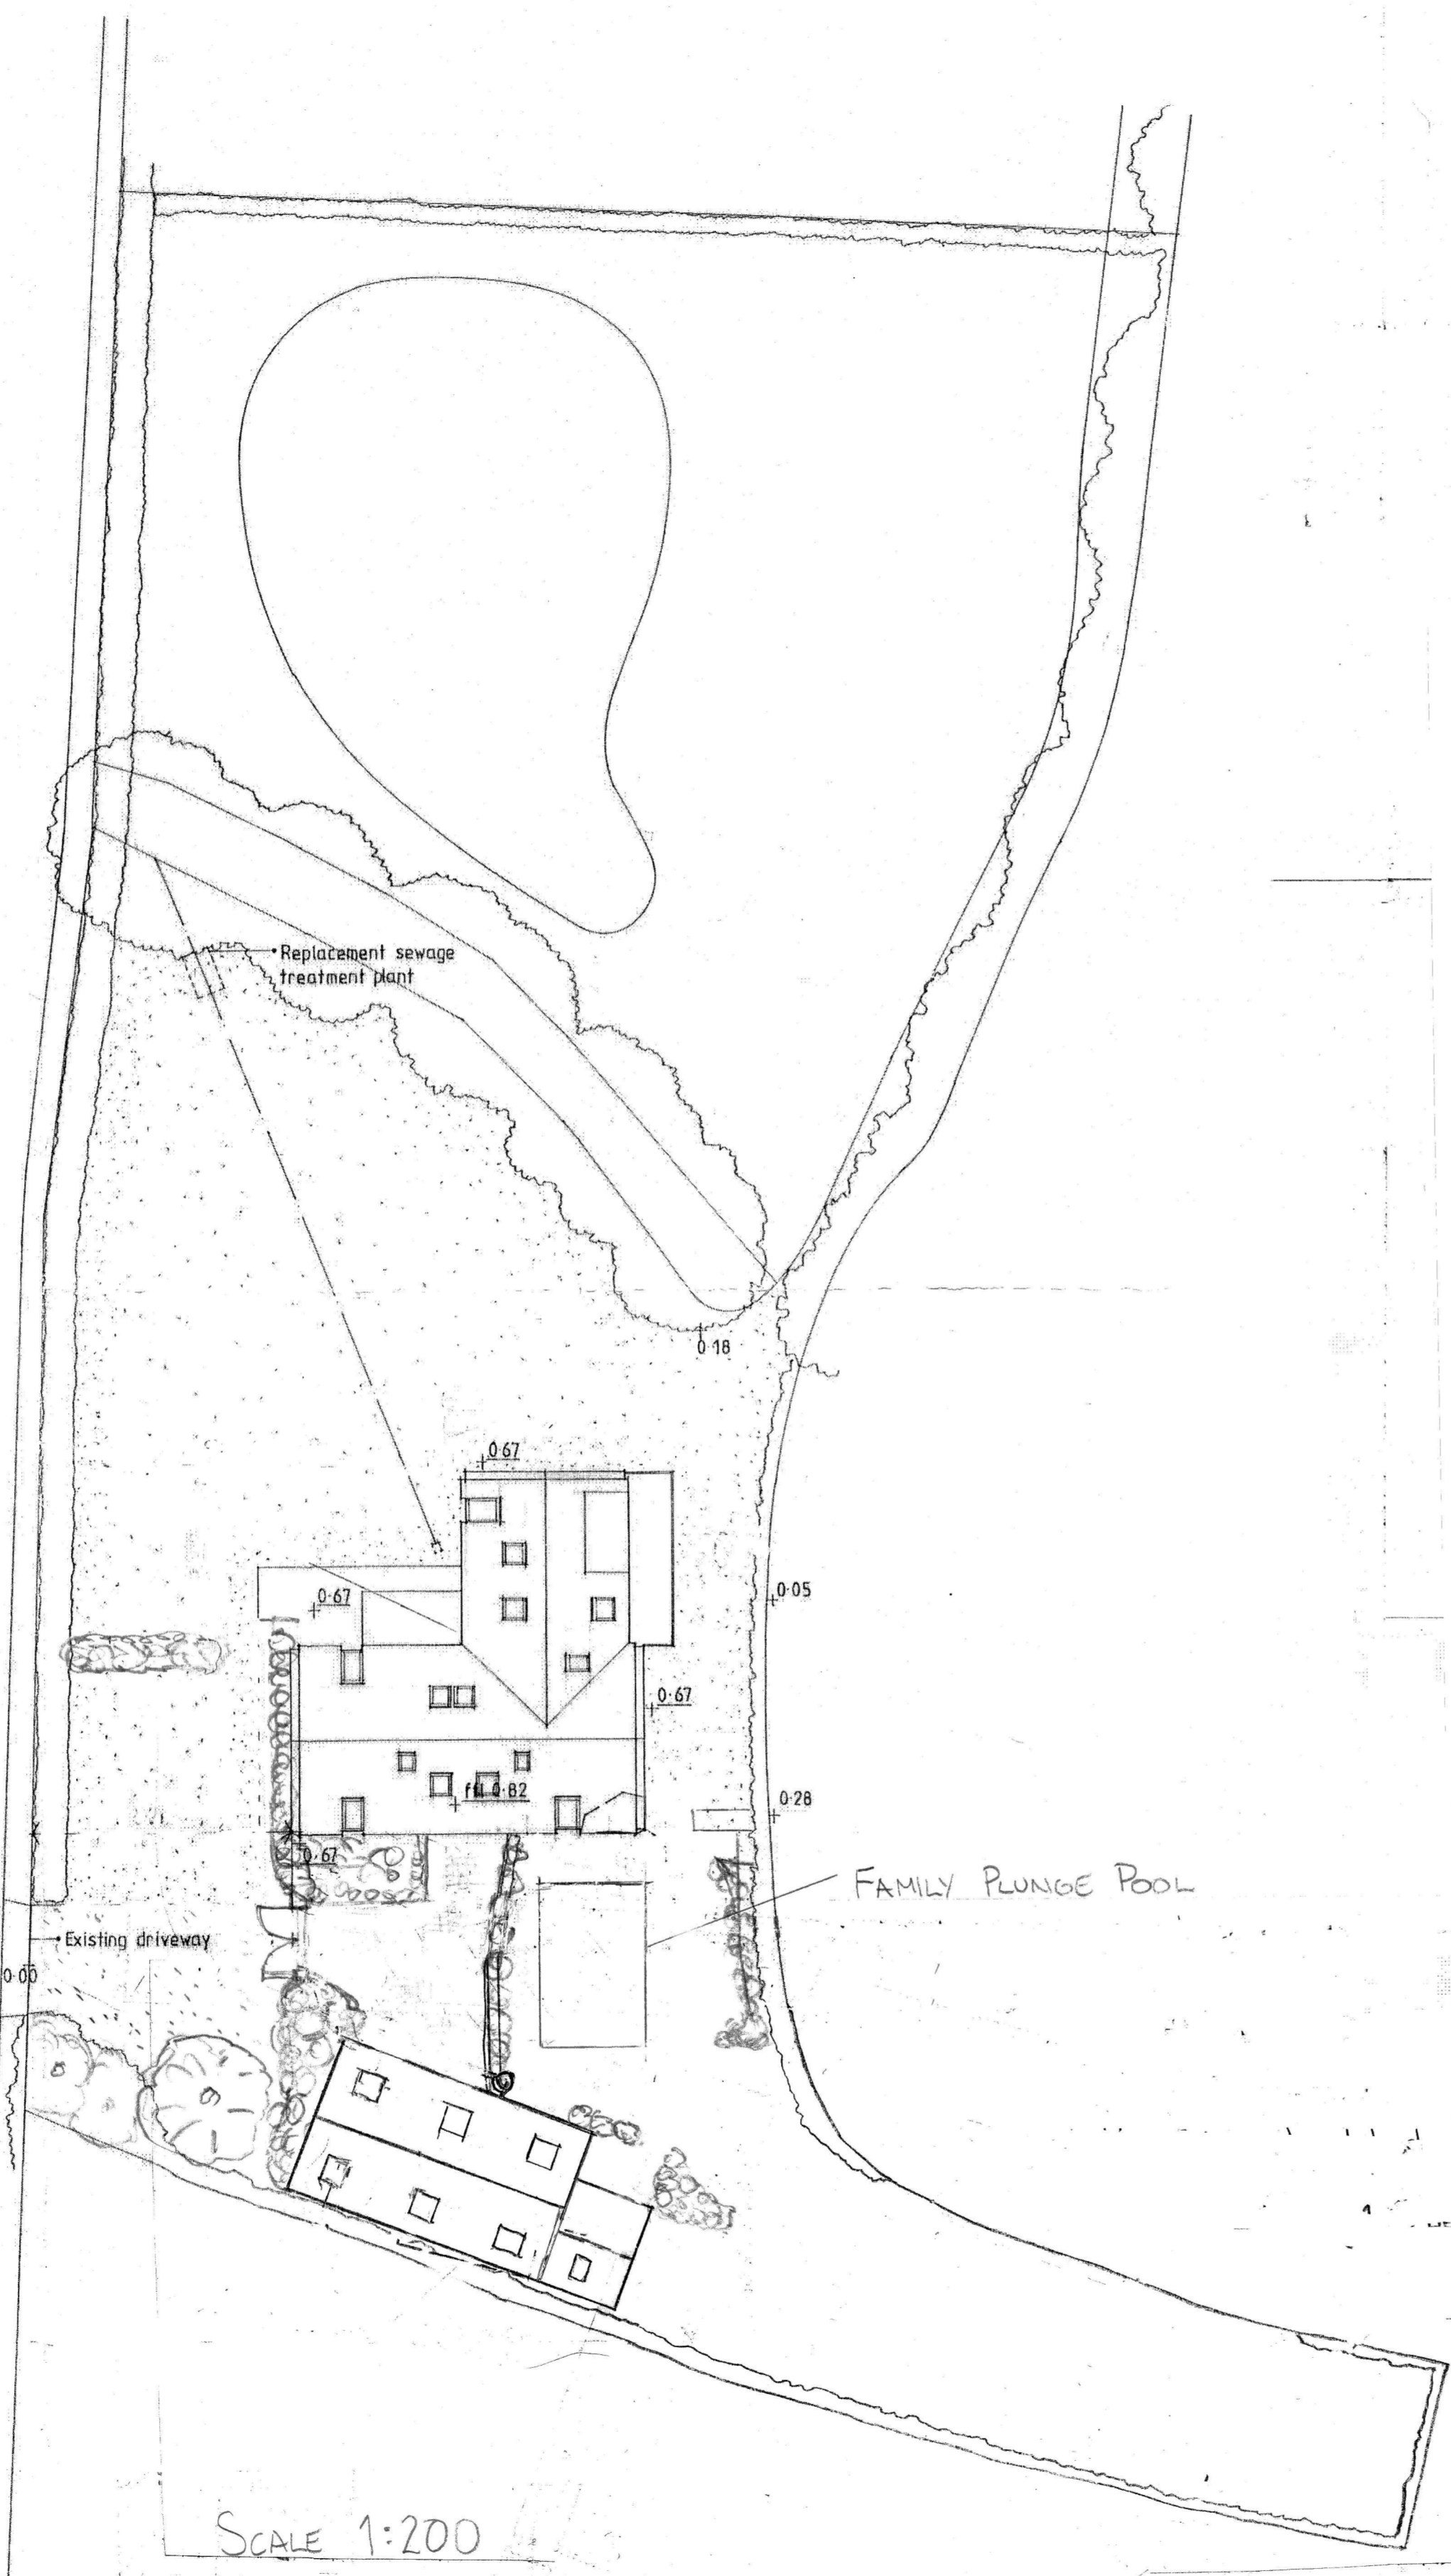 Replacement sewage
treatment plant
0·18
0·67
0·67
0·05
0·67
ffl 0·82
0·28
0·67
FAMILY PLUNGE POOL
Existing driveway
0·00
SCALE 1:200